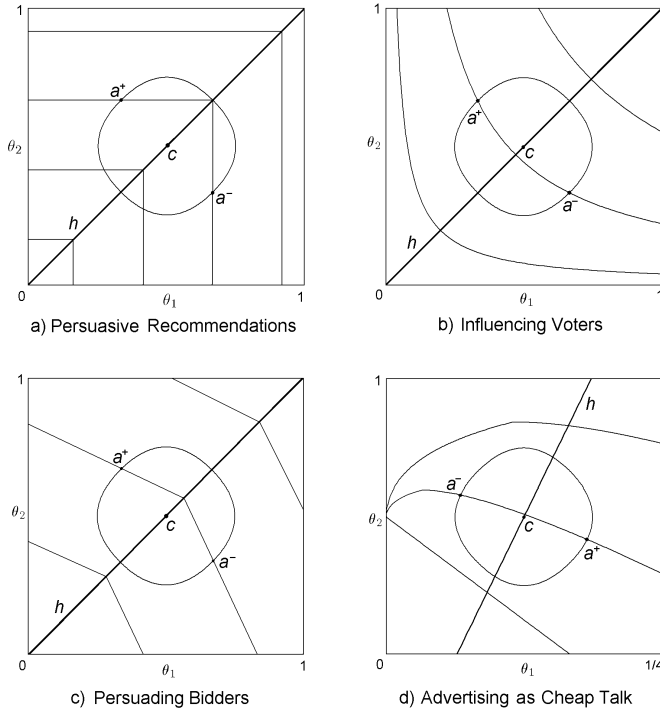 1
a⁺
θ₂
c
a⁻
h
0
θ₁
1
a) Persuasive Recommendations
1
a⁺
θ₂
c
a⁻
h
0
θ₁
1
b) Influencing Voters
1
a⁺
θ₂
c
a⁻
h
0
θ₁
1
c) Persuading Bidders
1
h
a⁻
θ₂
c
a⁺
0
θ₁
1/4
d) Advertising as Cheap Talk